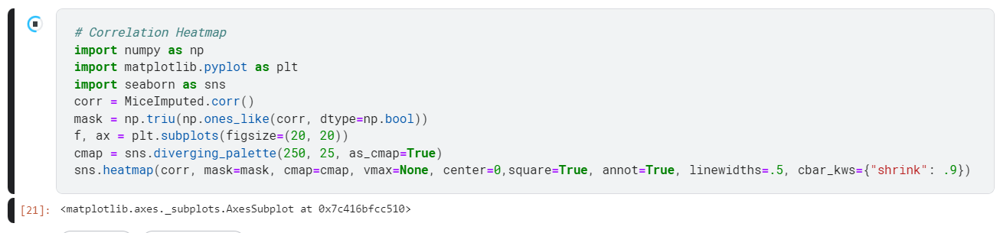 # Correlation Heatmap
import numpy as np
import matplotlib.pyplot as plt
import seaborn as sns
corr = MiceImputed.corr()
mask = np.triu(np.ones_like(corr, dtype=np.bool))
f, ax = plt.subplots(figsize=(20, 20))
cmap = sns.diverging_palette(250, 25, as_cmap=True)
sns.heatmap(corr, mask=mask, cmap=cmap, vmax=None, center=0,square=True, annot=True, linewidths=.5, cbar_kws={"shrink": .9})
[21]: <matplotlib.axes._subplots.AxesSubplot at 0x7c416bfcc510>